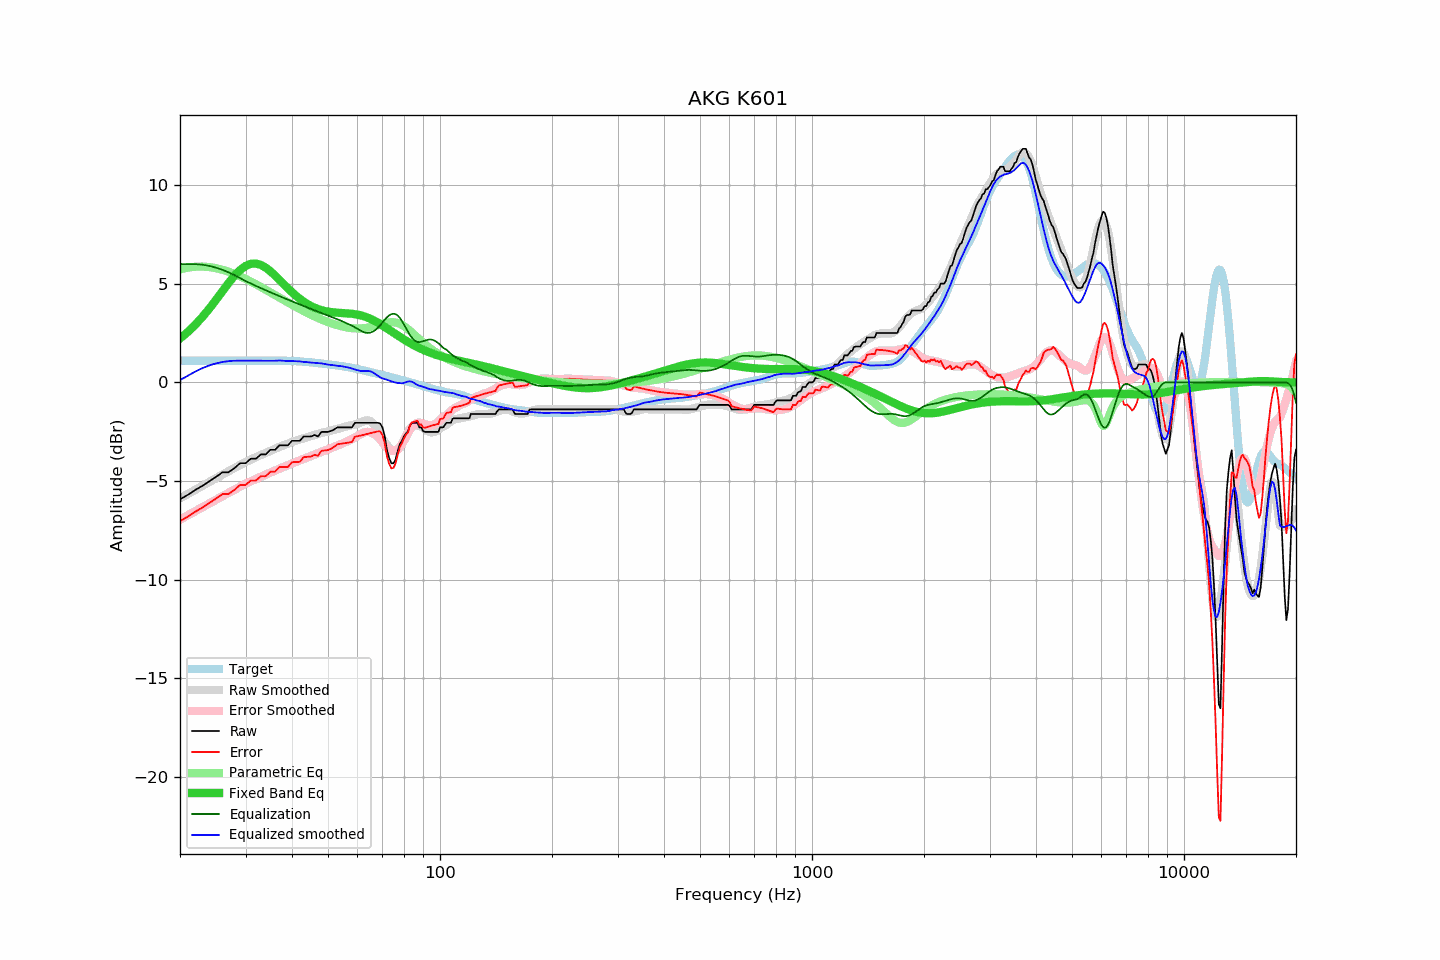 AKG K601
Amplitude (dBr)
10
5
0
−5
−10
−15
−20
Target
Raw Smoothed
Error Smoothed
Raw
Error
Parametric Eq
Fixed Band Eq
Equalization
Equalized smoothed
100
1000
10000
Frequency (Hz)